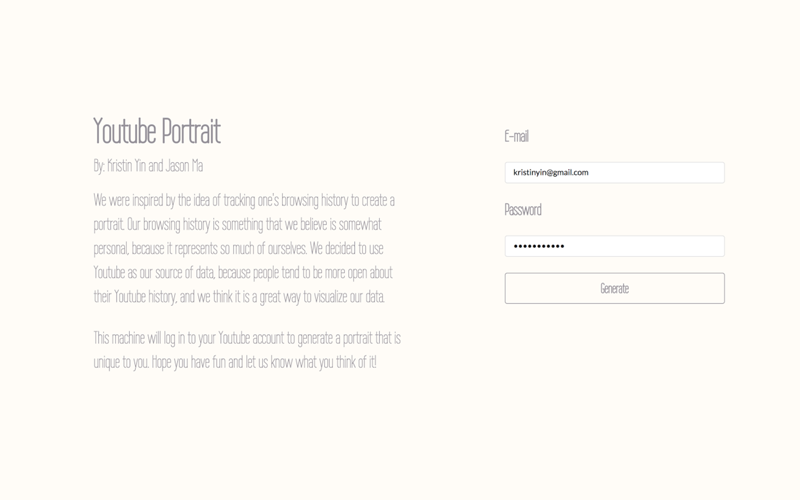 Youtube Portrait
By: Kristin Yin and Jason Ma
We were inspired by the idea of tracking one's browsing history to create a
portrait. Our browsing history is something that we believe is somewhat
personal, because it represents so much of ourselves. We decided to use
Youtube as our source of data, because people tend to be more open about
their Youtube history, and we think it is a great way to visualize our data.
This machine will log in to your Youtube account to generate a portrait that is
unique to you. Hope you have fun and let us know what you think of it!
E-mail
kristinyin@gmail.com
Password
•••••••••••
Generate